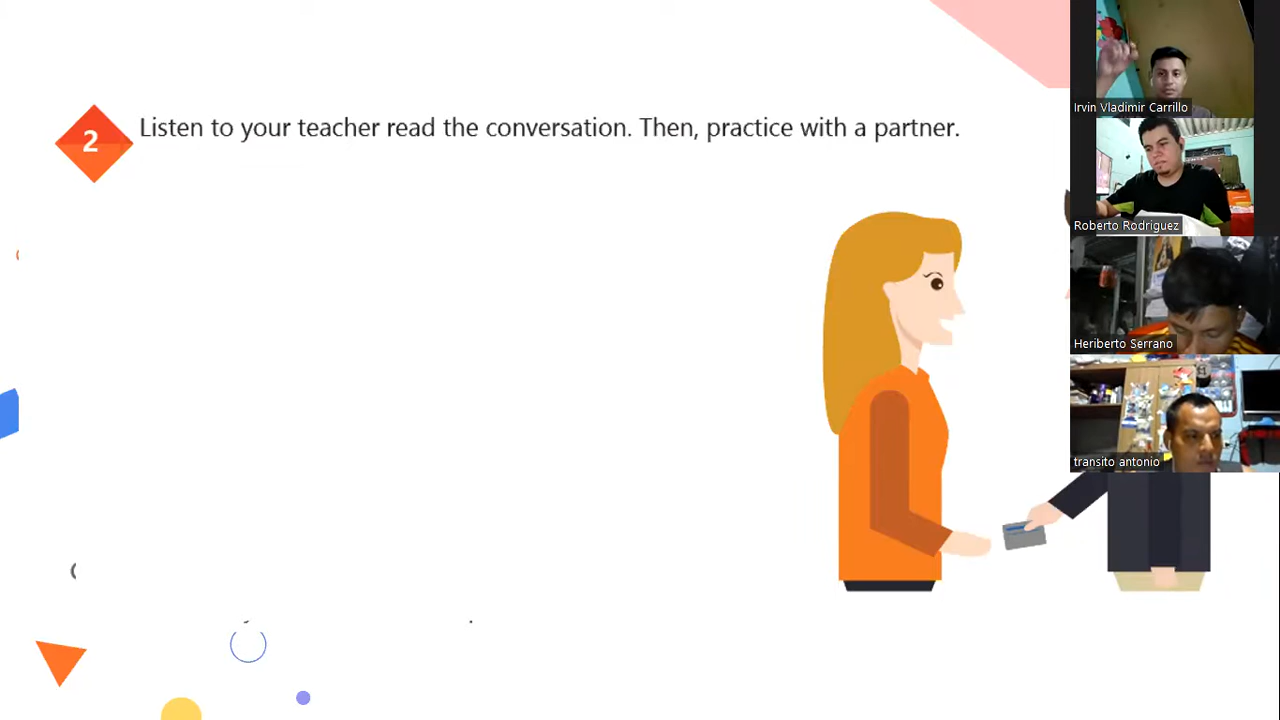 2
Listen to your teacher read the conversation. Then, practice with a partner.
Irvin Vladimir Carrillo
Roberto Rodriguez
Heriberto Serrano
transito antonio